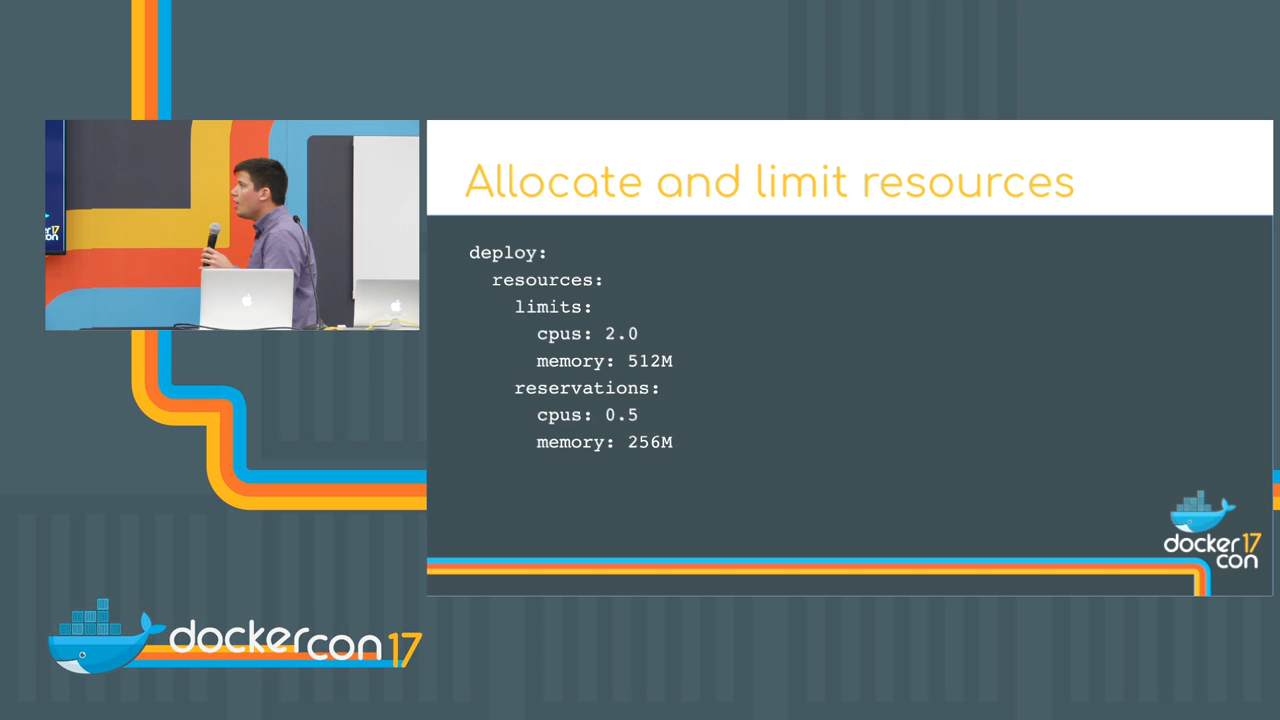 Allocate and limit resources
deploy:
resources:
limits:
cpus: 2.0
memory: 512M
reservations:
cpus: 0.5
memory: 256M
docker 17
con
dockercon 17